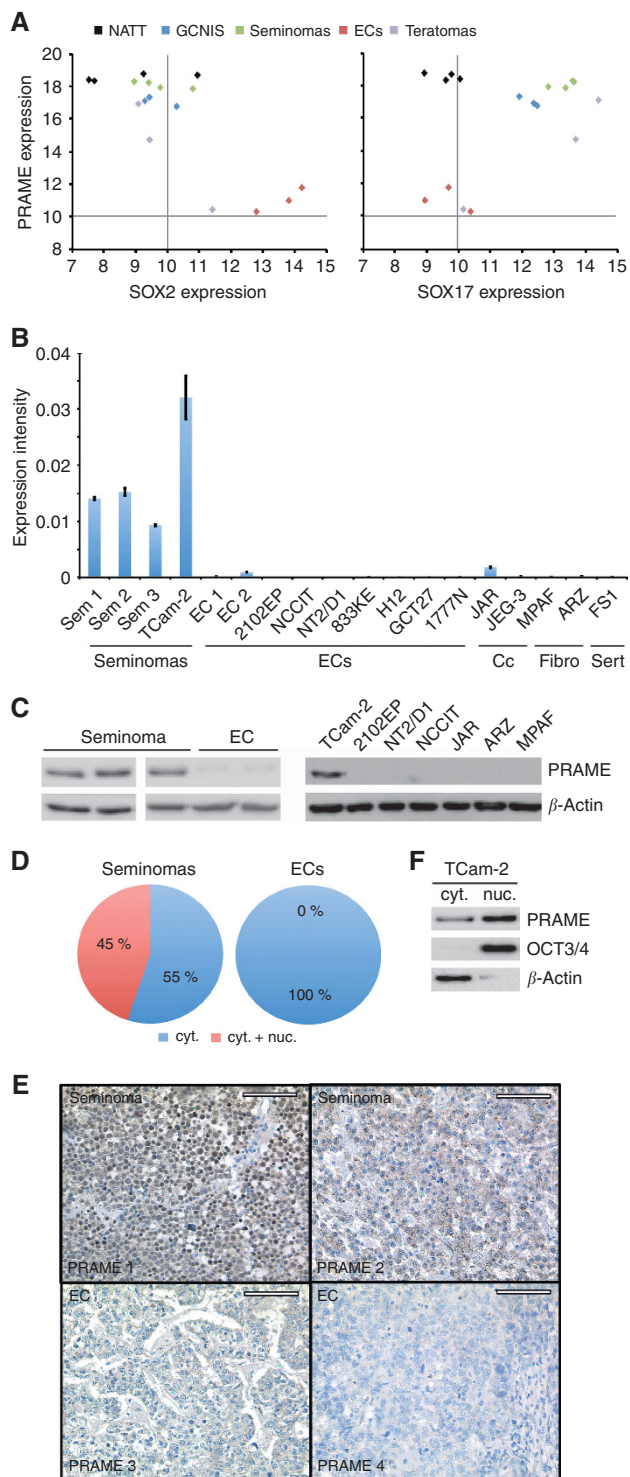 A
NATT GCNIS Seminomas ECs Teratomas
PRAME expression
20
18
16
14
12
10
8
7 8 9 10 11 12 13 14 15
SOX2 expression
7 8 9 10 11 12 13 14 15
SOX17 expression
B
Expression intensity
0.04
0.03
0.02
0.01
0
Sem 1 Sem 2 Sem 3 TCam-2 EC 1 EC 2 2102EP NCCIT NT2/D1 833KE H12 GCT27 1777N JAR JEG-3 MPAF ARZ FS1
Seminomas ECs Cc Fibro Sert
C
Seminoma EC
TCam-2 2102EP NT2/D1 NCCIT JAR ARZ MPAF
PRAME
β-Actin
D
Seminomas ECs
45 % 55 %
0 %
100 %
cyt. cyt. + nuc.
F
TCam-2
cyt. nuc.
PRAME
OCT3/4
β-Actin
E
Seminoma
PRAME 1
Seminoma
PRAME 2
EC
PRAME 3
EC
PRAME 4